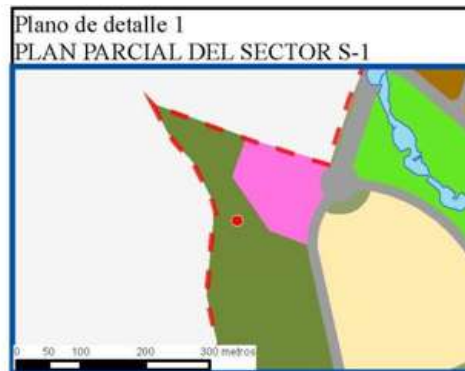 Plano de detalle 1
PLAN PARCIAL DEL SECTOR S-1
0 50 100 200 300 metros